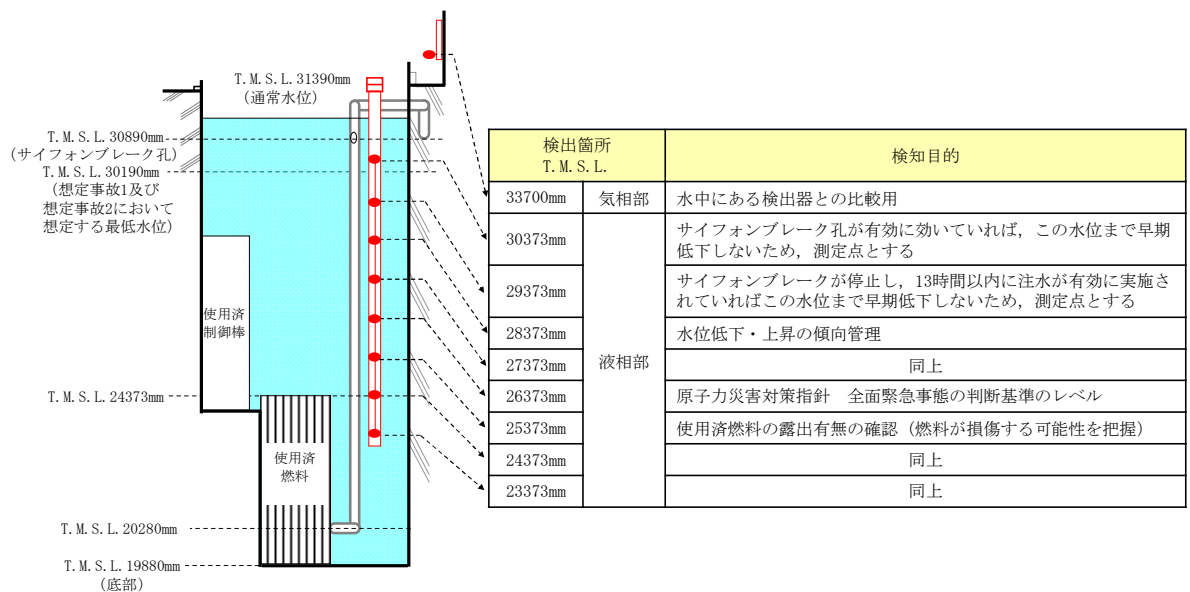 T.M.S.L.31390mm
（通常水位）
T.M.S.L.30890mm
（サイフォンブレーク孔）
T.M.S.L.30190mm
（想定事故1及び
想定事故2において
想定する最低水位）
使用済
制御棒
T.M.S.L.24373mm
使用済
燃料
T.M.S.L.20280mm
T.M.S.L.19880mm
（底部）
検出箇所
T.M.S.L.
検知目的
33700mm 気相部 水中にある検出器との比較用
30373mm
サイフォンブレーク孔が有効に効いていれば，この水位まで早期
低下しないため，測定点とする
29373mm
サイフォンブレークが停止し，13時間以内に注水が有効に実施さ
れていればこの水位まで早期低下しないため，測定点とする
28373mm 水位低下・上昇の傾向管理
液相部
27373mm 同上
26373mm 原子力災害対策指針　全面緊急事態の判断基準のレベル
25373mm 使用済燃料の露出有無の確認（燃料が損傷する可能性を把握）
24373mm 同上
23373mm 同上